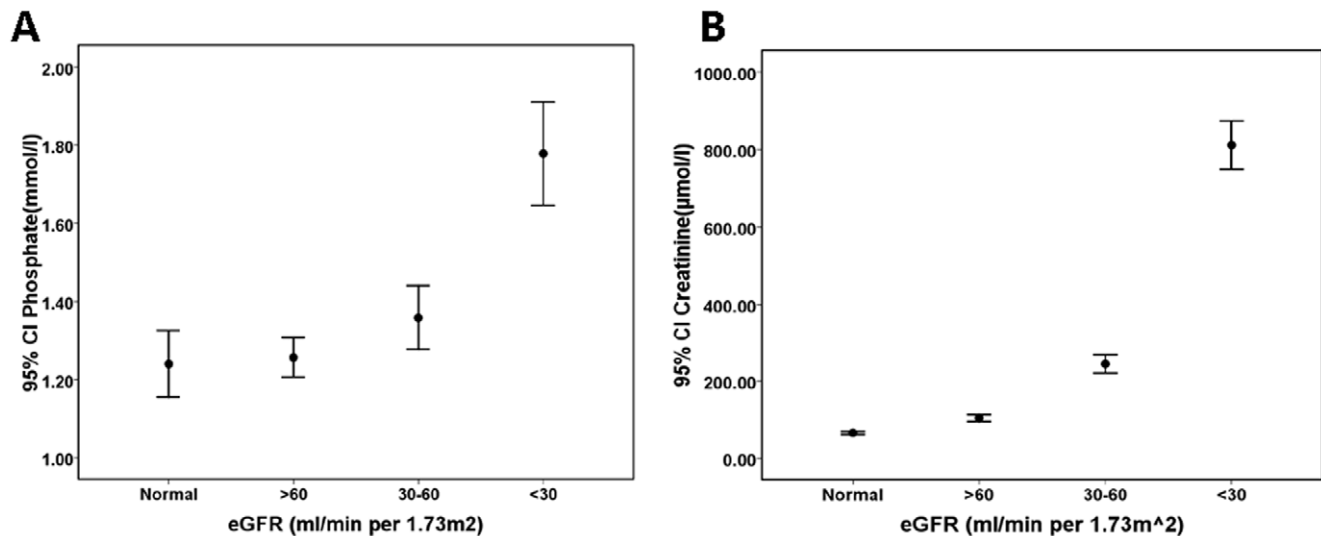 A
95% CI Phosphate(mmol/l)
2.00
1.80
1.60
1.40
1.20
1.00
Normal >60 30-60 <30
eGFR (ml/min per 1.73m2)
B
95% CI Creatinine(µmol/l)
1000.00
800.00
600.00
400.00
200.00
0.00
Normal >60 30-60 <30
eGFR (ml/min per 1.73m^2)